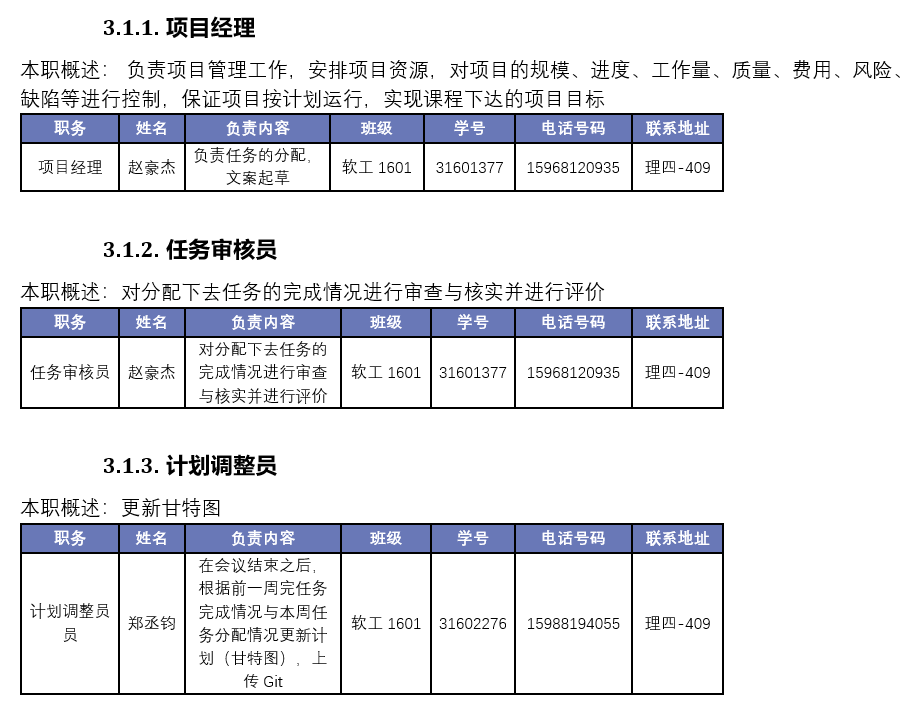 3.1.1. 项目经理
本职概述： 负责项目管理工作，安排项目资源，对项目的规模、进度、工作量、质量、费用、风险、
缺陷等进行控制，保证项目按计划运行，实现课程下达的项目目标
职务 姓名 负责内容 班级 学号 电话号码 联系地址
项目经理 赵豪杰 负责任务的分配， 软工 1601 31601377 15968120935 理四-409
文案起草
3.1.2. 任务审核员
本职概述：对分配下去任务的完成情况进行审查与核实并进行评价
职务 姓名 负责内容 班级 学号 电话号码 联系地址
对分配下去任务的
任务审核员 赵豪杰 完成情况进行审查 软工 1601 31601377 15968120935 理四-409
与核实并进行评价
3.1.3. 计划调整员
本职概述：更新甘特图
职务 姓名 负责内容 班级 学号 电话号码 联系地址
在会议结束之后，
根据前一周完任务
计划调整员 完成情况与本周任
员 郑丞钧 务分配情况更新计 软工 1601 31602276 15988194055 理四-409
划（甘特图），上
传 Git